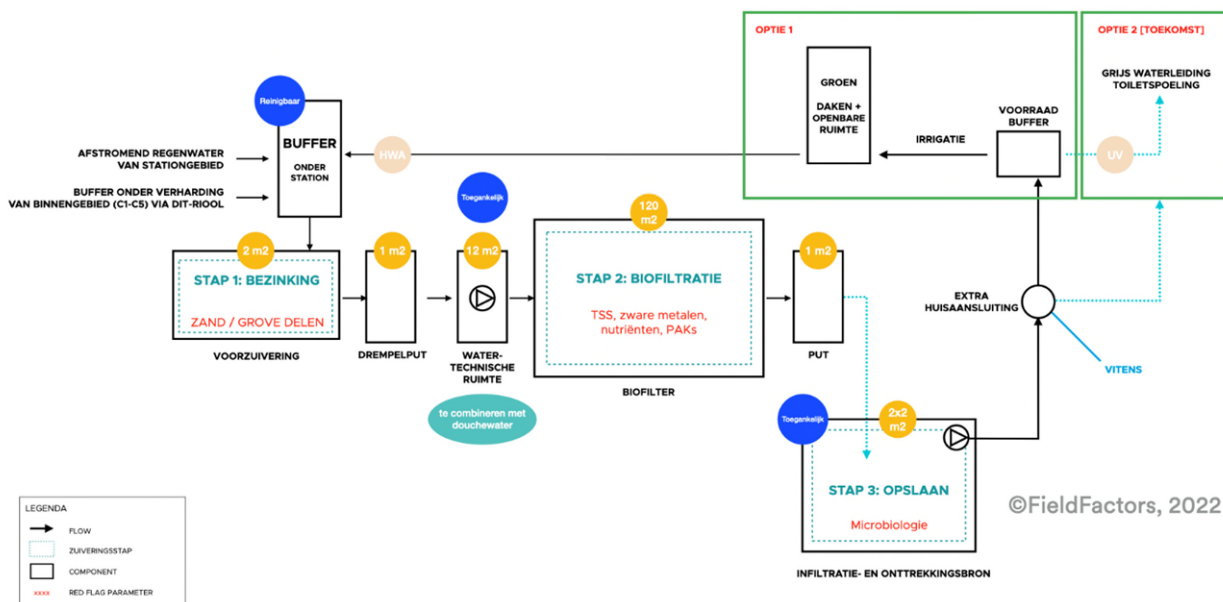 OPTIE 1
OPTIE 2 [TOEKOMST]
GROEN
DAKEN +
OPENBARE
RUIMTE
IRRIGATIE
VOORRAAD
BUFFER
GRIJS WATERLEIDING
TOILETSPOELING
UV
Reinigbaar
BUFFER
ONDER
STATION
AFSTROMEND REGENWATER
VAN STATIONGEBIED
BUFFER ONDER VERHARDING
VAN BINNENGEBIED (C1-C5) VIA DIT-RIOOL
HWA
Toegankelijk
2 m2
STAP 1: BEZINKING
ZAND / GROVE DELEN
VOORZUIVERING
1 m2
DREMPELPUT
12 m2
WATER-
TECHNISCHE
RUIMTE
te combineren met
douchewater
120
m2
STAP 2: BIOFILTRATIE
TSS, zware metalen,
nutriënten, PAKs
BIOFILTER
1 m2
PUT
EXTRA
HUISAANSLUITING
VITENS
Toegankelijk
2x2
m2
STAP 3: OPSLAAN
Microbiologie
INFILTRATIE- EN ONTTREKKINGSBRON
©FieldFactors, 2022
LEGENDA
FLOW
ZUIVERINGSSTAP
COMPONENT
xxxx RED FLAG PARAMETER